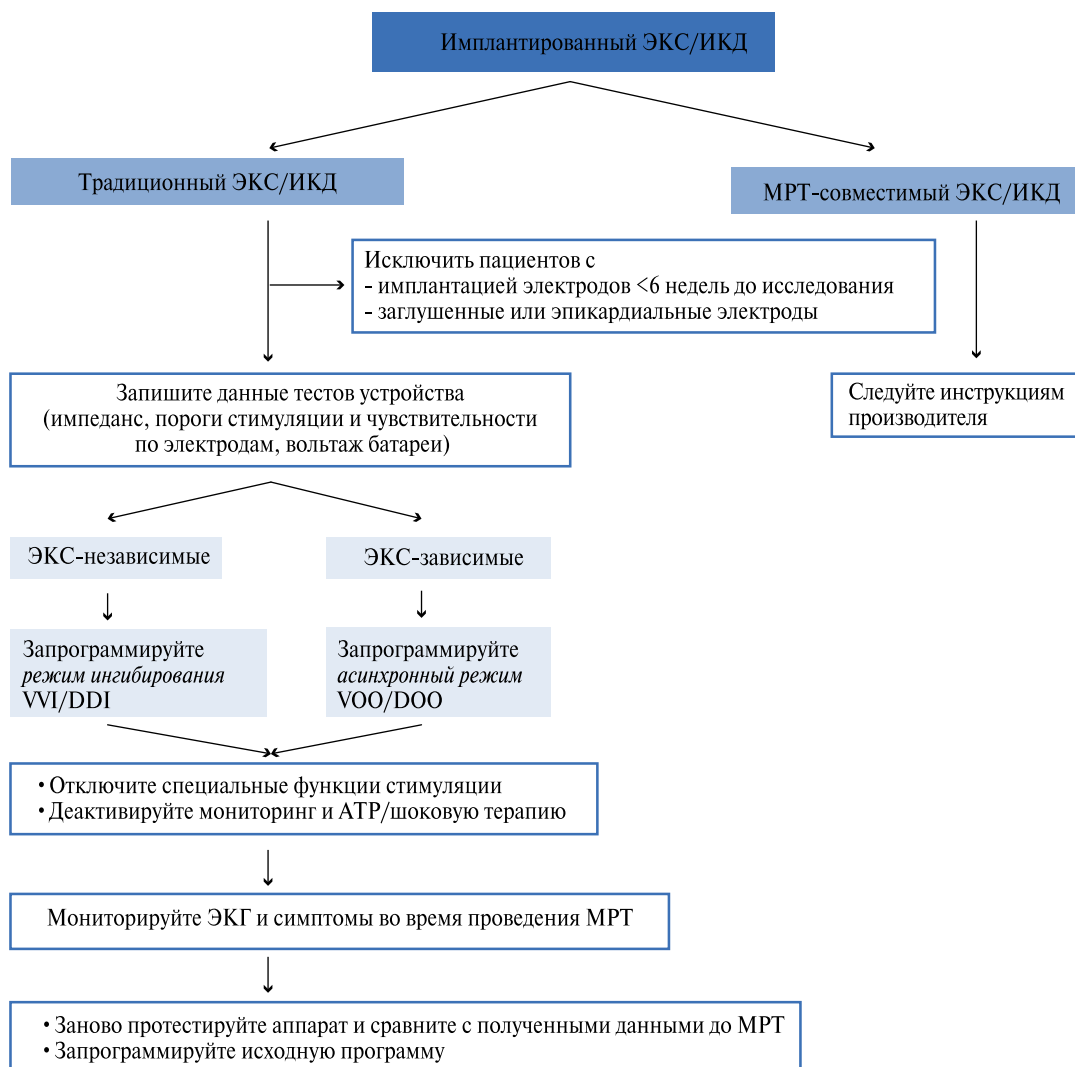 Имплантированный ЭКС/ИКД
Традиционный ЭКС/ИКД
МРТ-совместимый ЭКС/ИКД
Исключить пациентов с
- имплантацией электродов <6 недель до исследования
- заглушенные или эпикардиальные электроды
Запишите данные тестов устройства
(импеданс, пороги стимуляции и чувствительности
по электродам, вольтаж батареи)
Следуйте инструкциям
производителя
ЭКС-независимые
ЭКС-зависимые
Запрограммируйте
режим ингибирования
VVI/DDI
Запрограммируйте
асинхронный режим
VOO/DOO
• Отключите специальные функции стимуляции
• Деактивируйте мониторинг и АТР/шоковую терапию
Мониторируйте ЭКГ и симптомы во время проведения МРТ
• Заново протестируйте аппарат и сравните с полученными данными до МРТ
• Запрограммируйте исходную программу